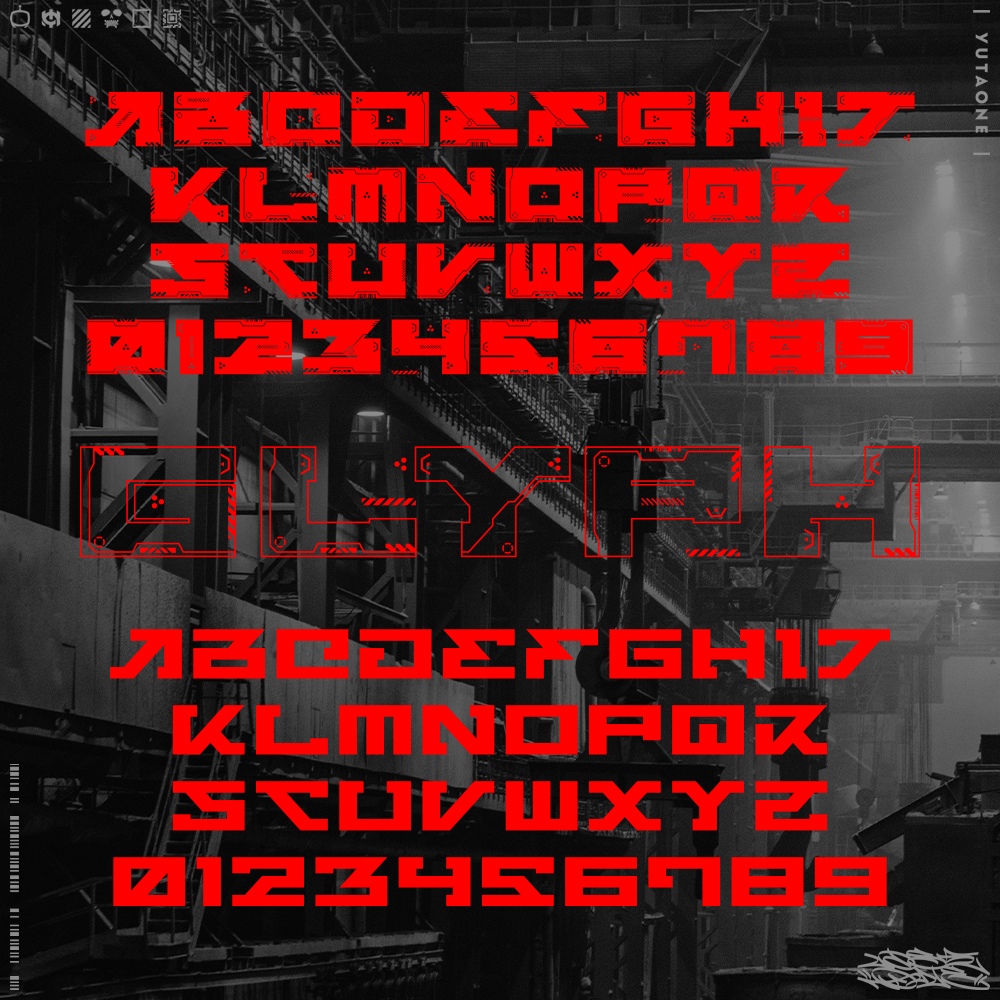 | YUTAONE |
ABCDEFGHIJ
KLMNOPQR
STUVWXYZ
0123456789
GLYPH
ABCDEFGHIJ
KLMNOPQR
STUVWXYZ
0123456789